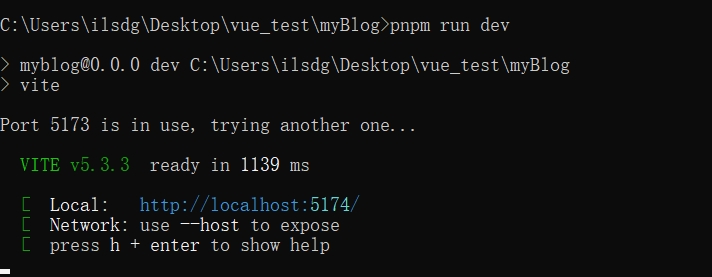 C:\Users\ilsdg\Desktop\vue_test\myBlog>pnpm run dev
> myblog@0.0.0 dev C:\Users\ilsdg\Desktop\vue_test\myBlog
> vite
Port 5173 is in use, trying another one...
VITE v5.3.3 ready in 1139 ms
[ Local: http://localhost:5174/
[ Network: use --host to expose
[ press h + enter to show help